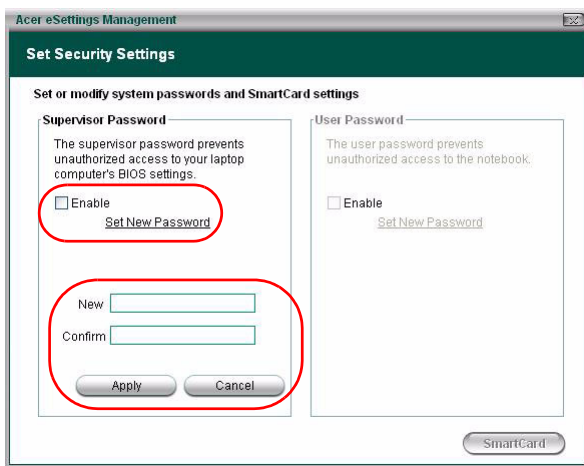 Acer eSettings Management
Set Security Settings
Set or modify system passwords and SmartCard settings
Supervisor Password
The supervisor password prevents
unauthorized access to your laptop
computer's BIOS settings.
Enable
Set New Password
New
Confirm
Apply
Cancel
User Password
The user password prevents
unauthorized access to the notebook.
Enable
Set New Password
SmartCard